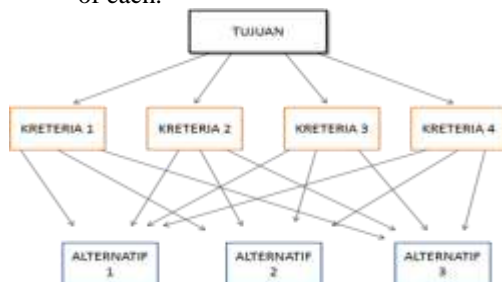 of each.
TUJUAN
KRETERIA 1 KRETERIA 2 KRETERIA 3 KRETERIA 4
ALTERNATIF ALTERNATIF ALTERNATIF
1 2 3